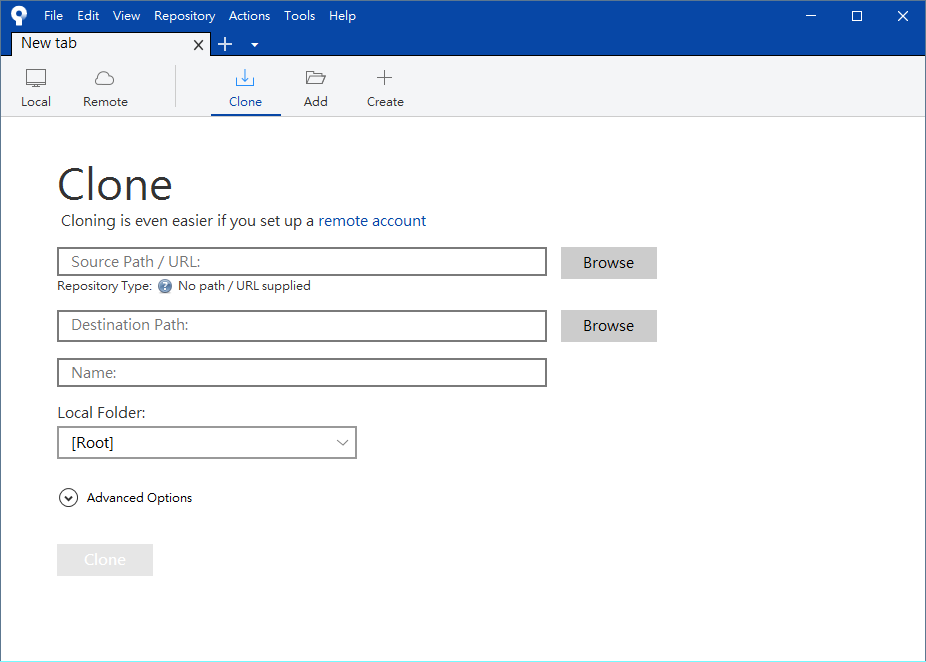 File Edit View Repository Actions Tools Help
New tab
Local Remote Clone Add Create
Clone
Cloning is even easier if you set up a remote account
Source Path / URL: Browse
Repository Type: ? No path / URL supplied
Destination Path: Browse
Name:
Local Folder:
[Root]
Advanced Options
Clone